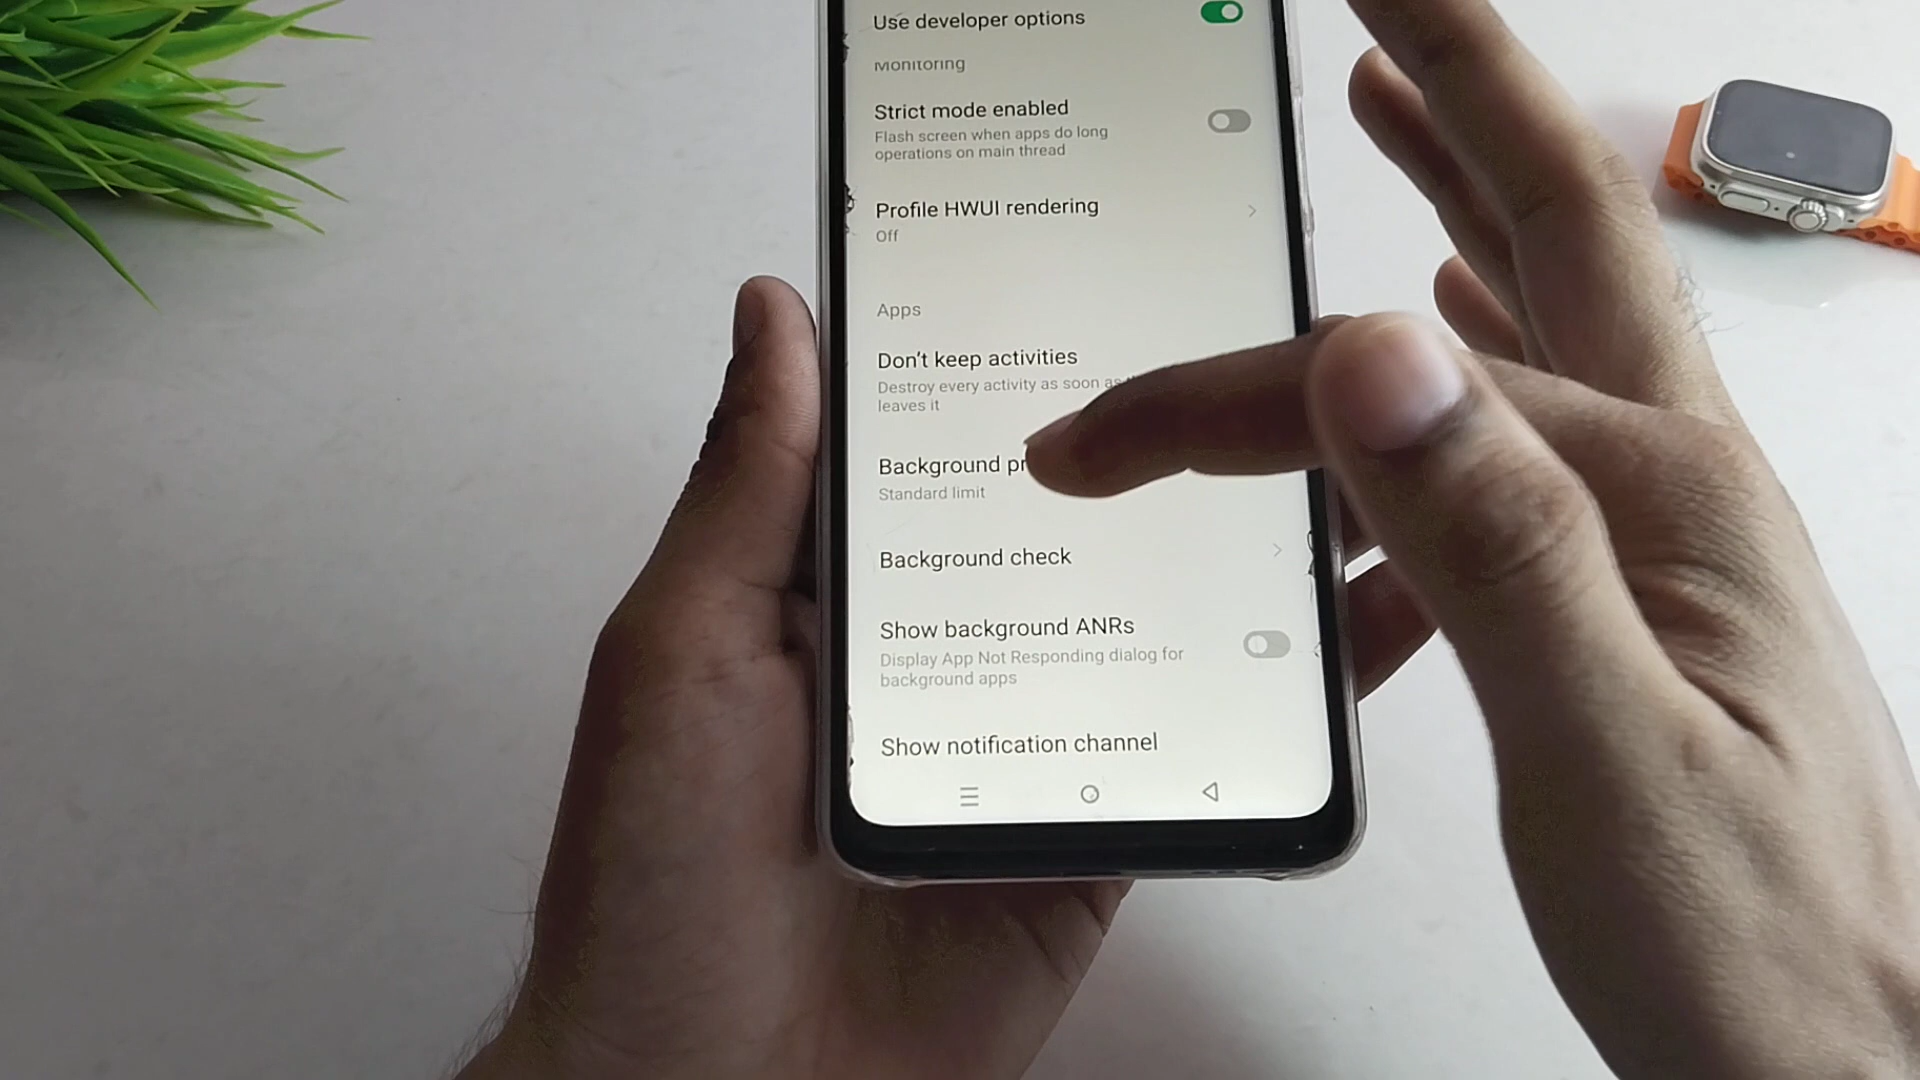 Use developer options
Monitoring
Strict mode enabled
Flash screen when apps do long
operations on main thread
Profile HWUI rendering
Off
Apps
Don't keep activities
Destroy every activity as soon as
leaves it
Background
Standard limit
Background check
Show background ANRs
Display App Not Responding dialog for
background apps
Show notification channel